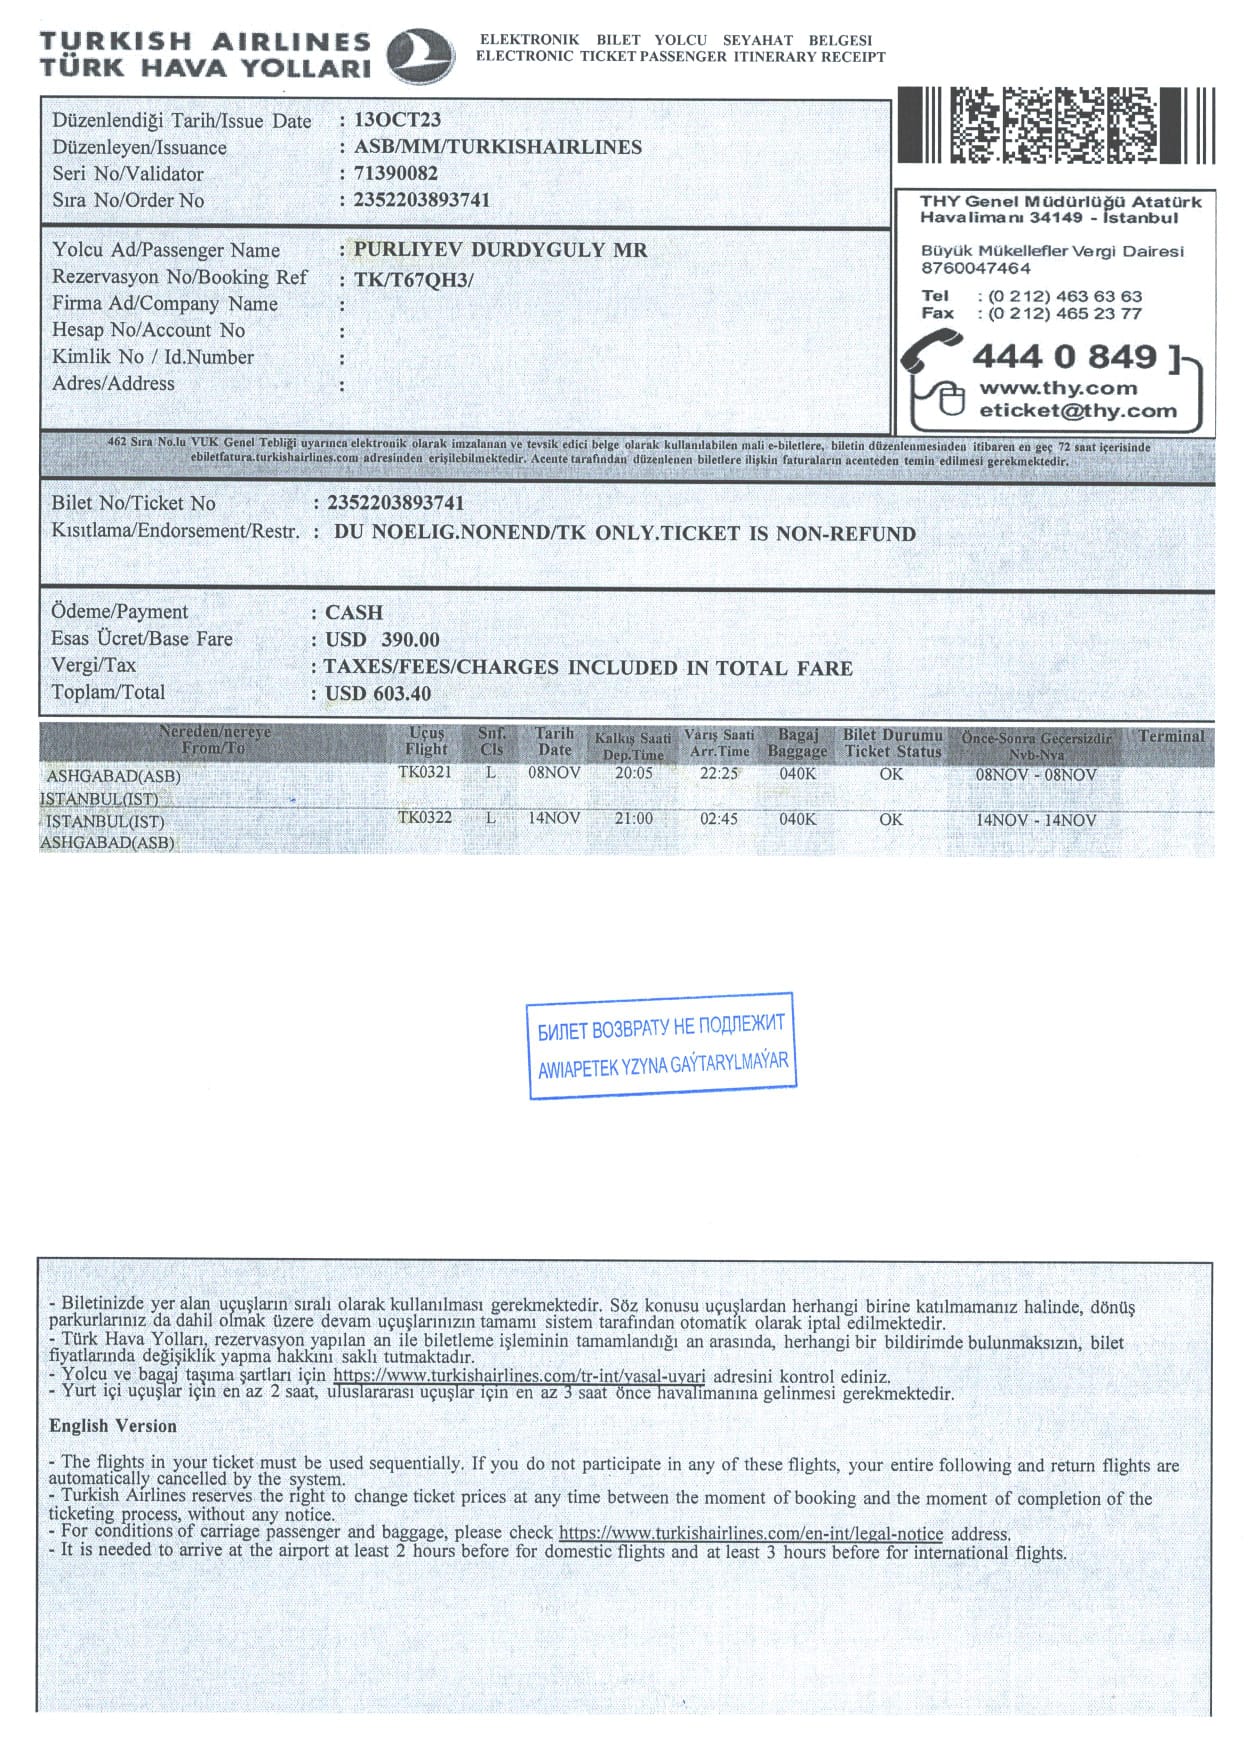 TURKISH AIRLINES
TÜRK HAVA YOLLARI
ELEKTRONIK BILET YOLCU SEYAHAT BELGESI
ELECTRONIC TICKET PASSENGER ITINERARY RECEIPT
Düzenlendiği Tarih/Issue Date : 13OCT23
Düzenleyen/Issuance : ASB/MM/TURKISHAIRLINES
Seri No/Validator : 71390082
Sıra No/Order No : 2352203893741
THY Genel Müdürlüğü Atatürk
Havalimanı 34149 - İstanbul
Büyük Mükellefler Vergi Dairesi
8760047464
Tel : (0 212) 463 63 63
Fax : (0 212) 465 23 77
444 0 849
www.thy.com
eticket@thy.com
Yolcu Ad/Passenger Name : PURLIYEV DURDYGULY MR
Rezervasyon No/Booking Ref : TK/T67QH3/
Firma Ad/Company Name :
Hesap No/Account No :
Kimlik No / Id.Number :
Adres/Address :
462 Sıra No.lu VUK Genel Tebliği uyarınca elektronik olarak imzalanan ve tevsik edici belge olarak kullanılabilen mali e-biletlere, biletin düzenlenmesinden itibaren en geç 72 saat içerisinde
ebiletfatura.turkishairlines.com adresinden erişilebilmektedir. Acente tarafından düzenlenen biletlere ilişkin faturaların acenteden temin edilmesi gerekmektedir.
Bilet No/Ticket No : 2352203893741
Kısıtlama/Endorsement/Restr. : DU NOELIG.NONEND/TK ONLY.TICKET IS NON-REFUND
Ödeme/Payment : CASH
Esas Ücret/Base Fare : USD 390.00
Vergi/Tax : TAXES/FEES/CHARGES INCLUDED IN TOTAL FARE
Toplam/Total : USD 603.40
Nereden/nereye Uçuş Snf. Tarih Kalkış Saati Varış Saati Bagaj Bilet Durumu Önce-Sonra Geçersizdir Terminal
From/To Flight Cls Date Dep.Time Arr.Time Baggage Ticket Status Nvb-Nva
ASHGABAD(ASB) TK0321 L 08NOV 20:05 22:25 040K OK 08NOV - 08NOV
ISTANBUL(IST)
ISTANBUL(IST) TK0322 L 14NOV 21:00 02:45 040K OK 14NOV - 14NOV
ASHGABAD(ASB)
БИЛЕТ ВОЗВРАТУ НЕ ПОДЛЕЖИТ
AWIAPETEK YZYNA GAÝTARYLMAÝAR
- Biletinizde yer alan uçuşların sıralı olarak kullanılması gerekmektedir. Söz konusu uçuşlardan herhangi birine katılmamanız halinde, dönüş
parkurlarınız da dahil olmak üzere devam uçuşlarınızın tamamı sistem tarafından otomatik olarak iptal edilmektedir.
- Türk Hava Yolları, rezervasyon yapılan an ile biletleme işleminin tamamlandığı an arasında, herhangi bir bildirimde bulunmaksızın, bilet
fiyatlarında değişiklik yapma hakkını saklı tutmaktadır.
- Yolcu ve bagaj taşıma şartları için https://www.turkishairlines.com/tr-int/yasal-uyari adresini kontrol ediniz.
- Yurt içi uçuşlar için en az 2 saat, uluslararası uçuşlar için en az 3 saat önce havalimanına gelinmesi gerekmektedir.
English Version
- The flights in your ticket must be used sequentially. If you do not participate in any of these flights, your entire following and return flights are
automatically cancelled by the system.
- Turkish Airlines reserves the right to change ticket prices at any time between the moment of booking and the moment of completion of the
ticketing process, without any notice.
- For conditions of carriage passenger and baggage, please check https://www.turkishairlines.com/en-int/legal-notice address.
- It is needed to arrive at the airport at least 2 hours before for domestic flights and at least 3 hours before for international flights.